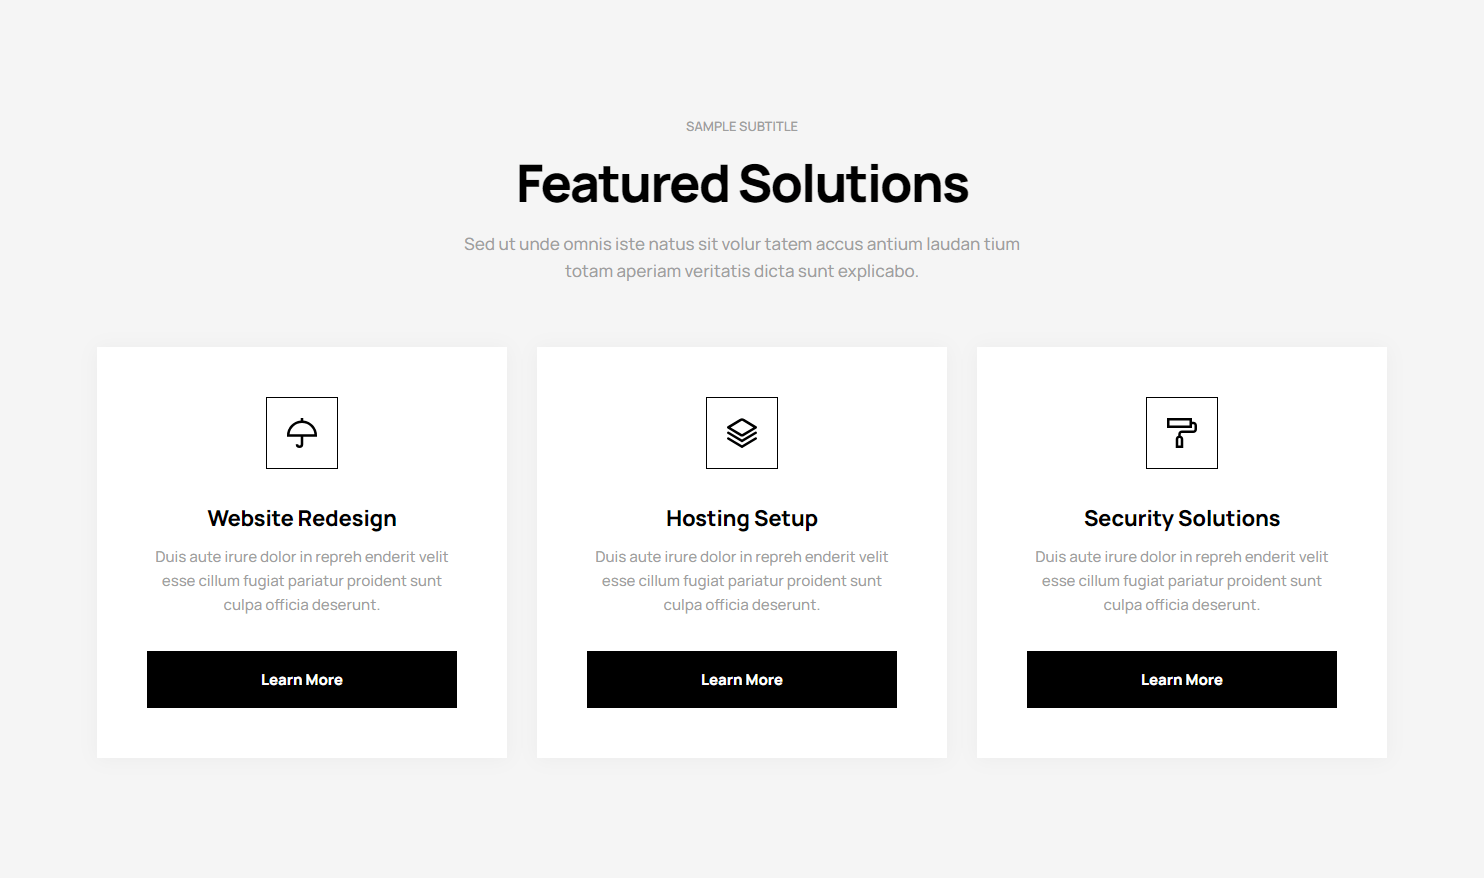 SAMPLE SUBTITLE
Featured Solutions
Sed ut unde omnis iste natus sit volur tatem accus antium laudan tium
totam aperiam veritatis dicta sunt explicabo.
Website Redesign
Duis aute irure dolor in repreh enderit velit
esse cillum fugiat pariatur proident sunt
culpa officia deserunt.
Learn More
Hosting Setup
Duis aute irure dolor in repreh enderit velit
esse cillum fugiat pariatur proident sunt
culpa officia deserunt.
Learn More
Security Solutions
Duis aute irure dolor in repreh enderit velit
esse cillum fugiat pariatur proident sunt
culpa officia deserunt.
Learn More